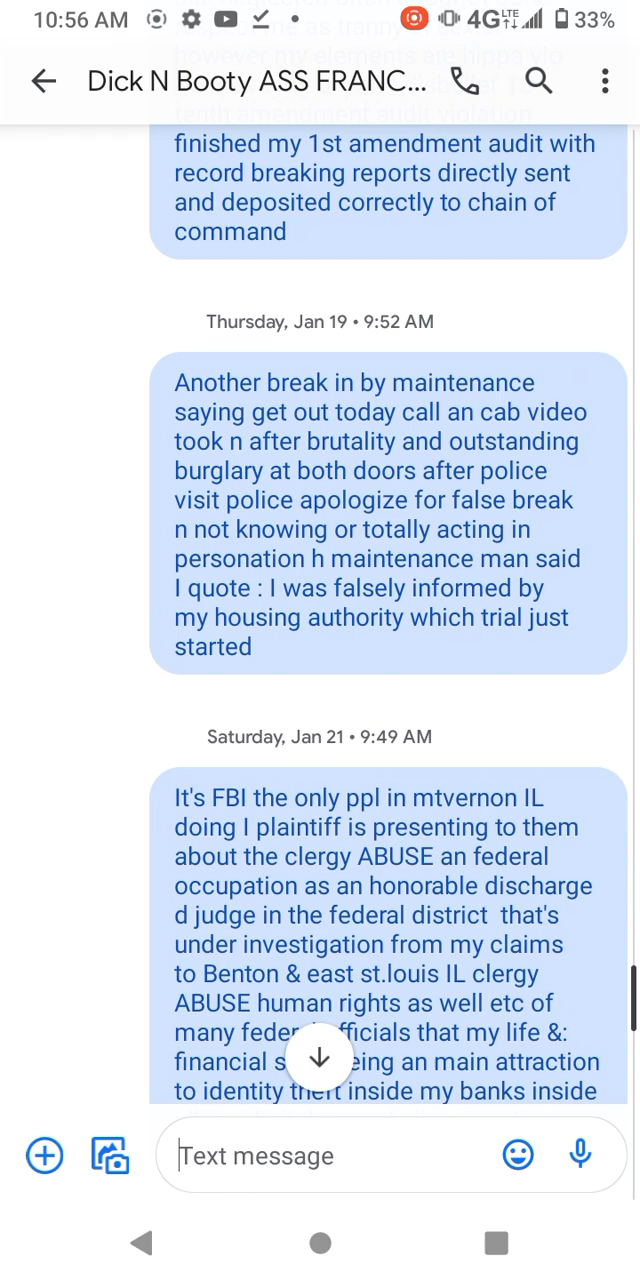 10:56 AM 4G LTE 33%
Dick N Booty ASS FRANC...
finished my 1st amendment audit with
record breaking reports directly sent
and deposited correctly to chain of
command
Thursday, Jan 19 • 9:52 AM
Another break in by maintenance
saying get out today call an cab video
took n after brutality and outstanding
burglary at both doors after police
visit police apologize for false break
n not knowing or totally acting in
personation h maintenance man said
I quote : I was falsely informed by
my housing authority which trial just
started
Saturday, Jan 21 • 9:49 AM
It's FBI the only ppl in mtvernon IL
doing I plaintiff is presenting to them
about the clergy ABUSE an federal
occupation as an honorable discharge
d judge in the federal district that's
under investigation from my claims
to Benton & east st.louis IL clergy
ABUSE human rights as well etc of
many federal officials that my life &:
financial eing an main attraction
to identity theft inside my banks inside
Text message